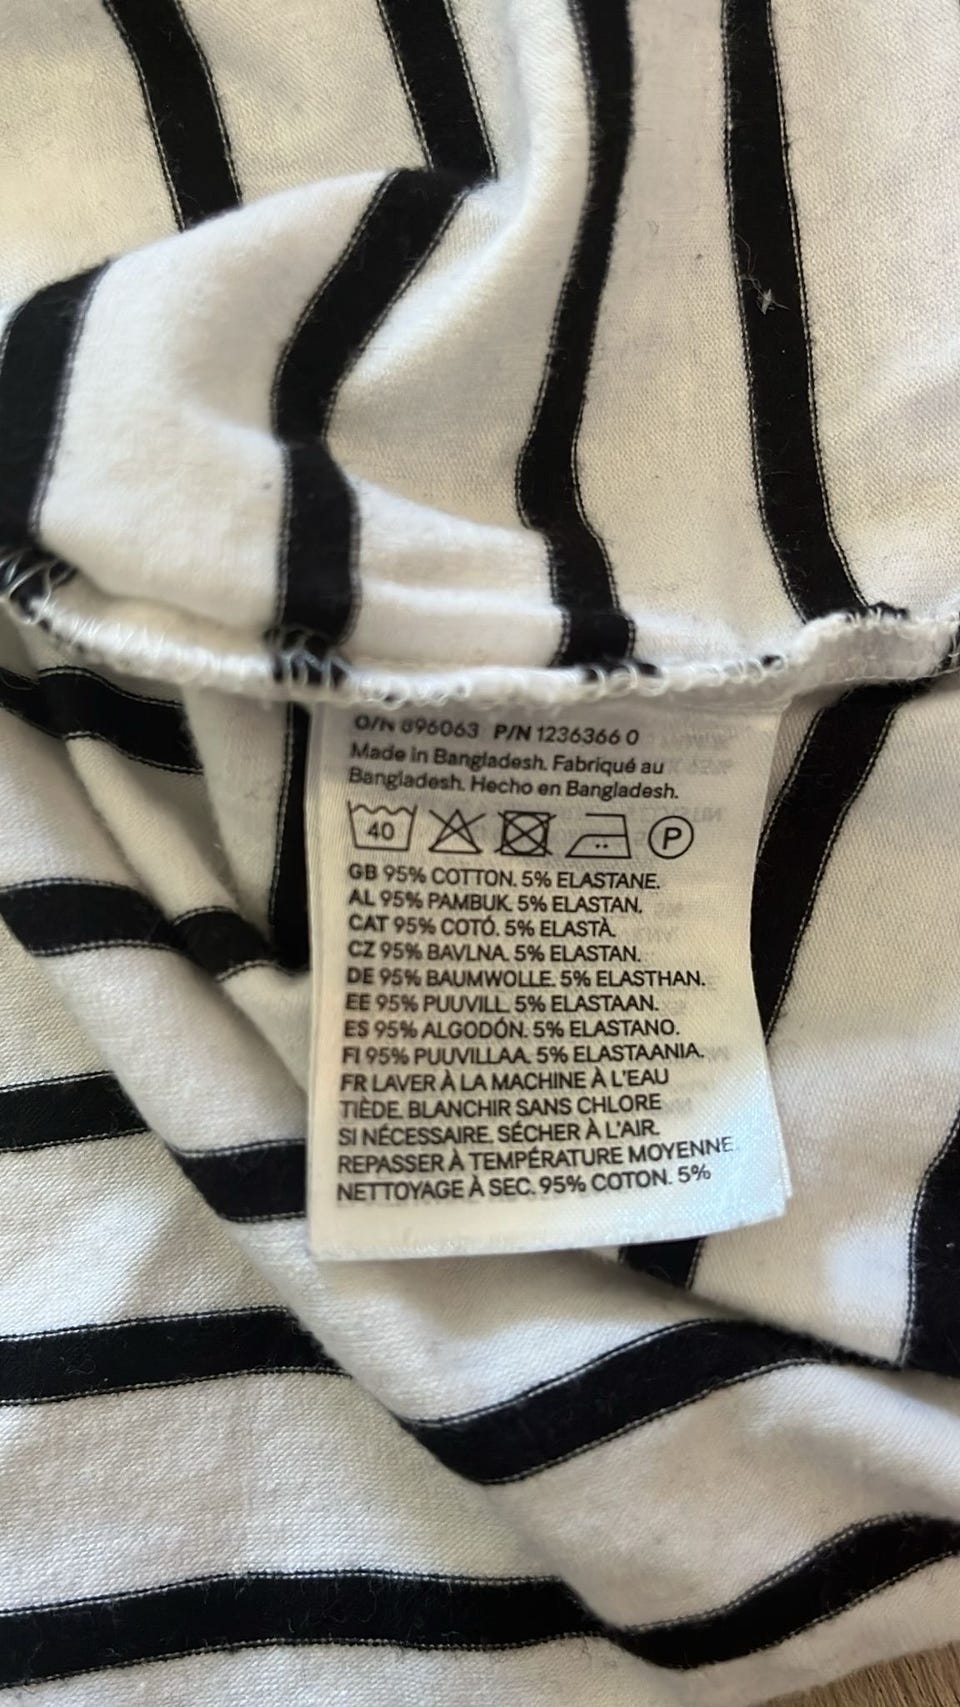 O/N 896063 P/N 1236366 0
Made in Bangladesh. Fabriqué au
Bangladesh. Hecho en Bangladesh.
40 P
GB 95% COTTON. 5% ELASTANE.
AL 95% PAMBUK. 5% ELASTAN.
CAT 95% COTÓ. 5% ELASTÀ.
CZ 95% BAVLNA. 5% ELASTAN.
DE 95% BAUMWOLLE. 5% ELASTHAN.
EE 95% PUUVILL. 5% ELASTAAN.
ES 95% ALGODÓN. 5% ELASTANO.
FI 95% PUUVILLAA. 5% ELASTAANIA.
FR LAVER À LA MACHINE À L'EAU
TIÈDE. BLANCHIR SANS CHLORE
SI NÉCESSAIRE. SÉCHER À L'AIR.
REPASSER À TEMPÉRATURE MOYENNE
NETTOYAGE À SEC. 95% COTON. 5%